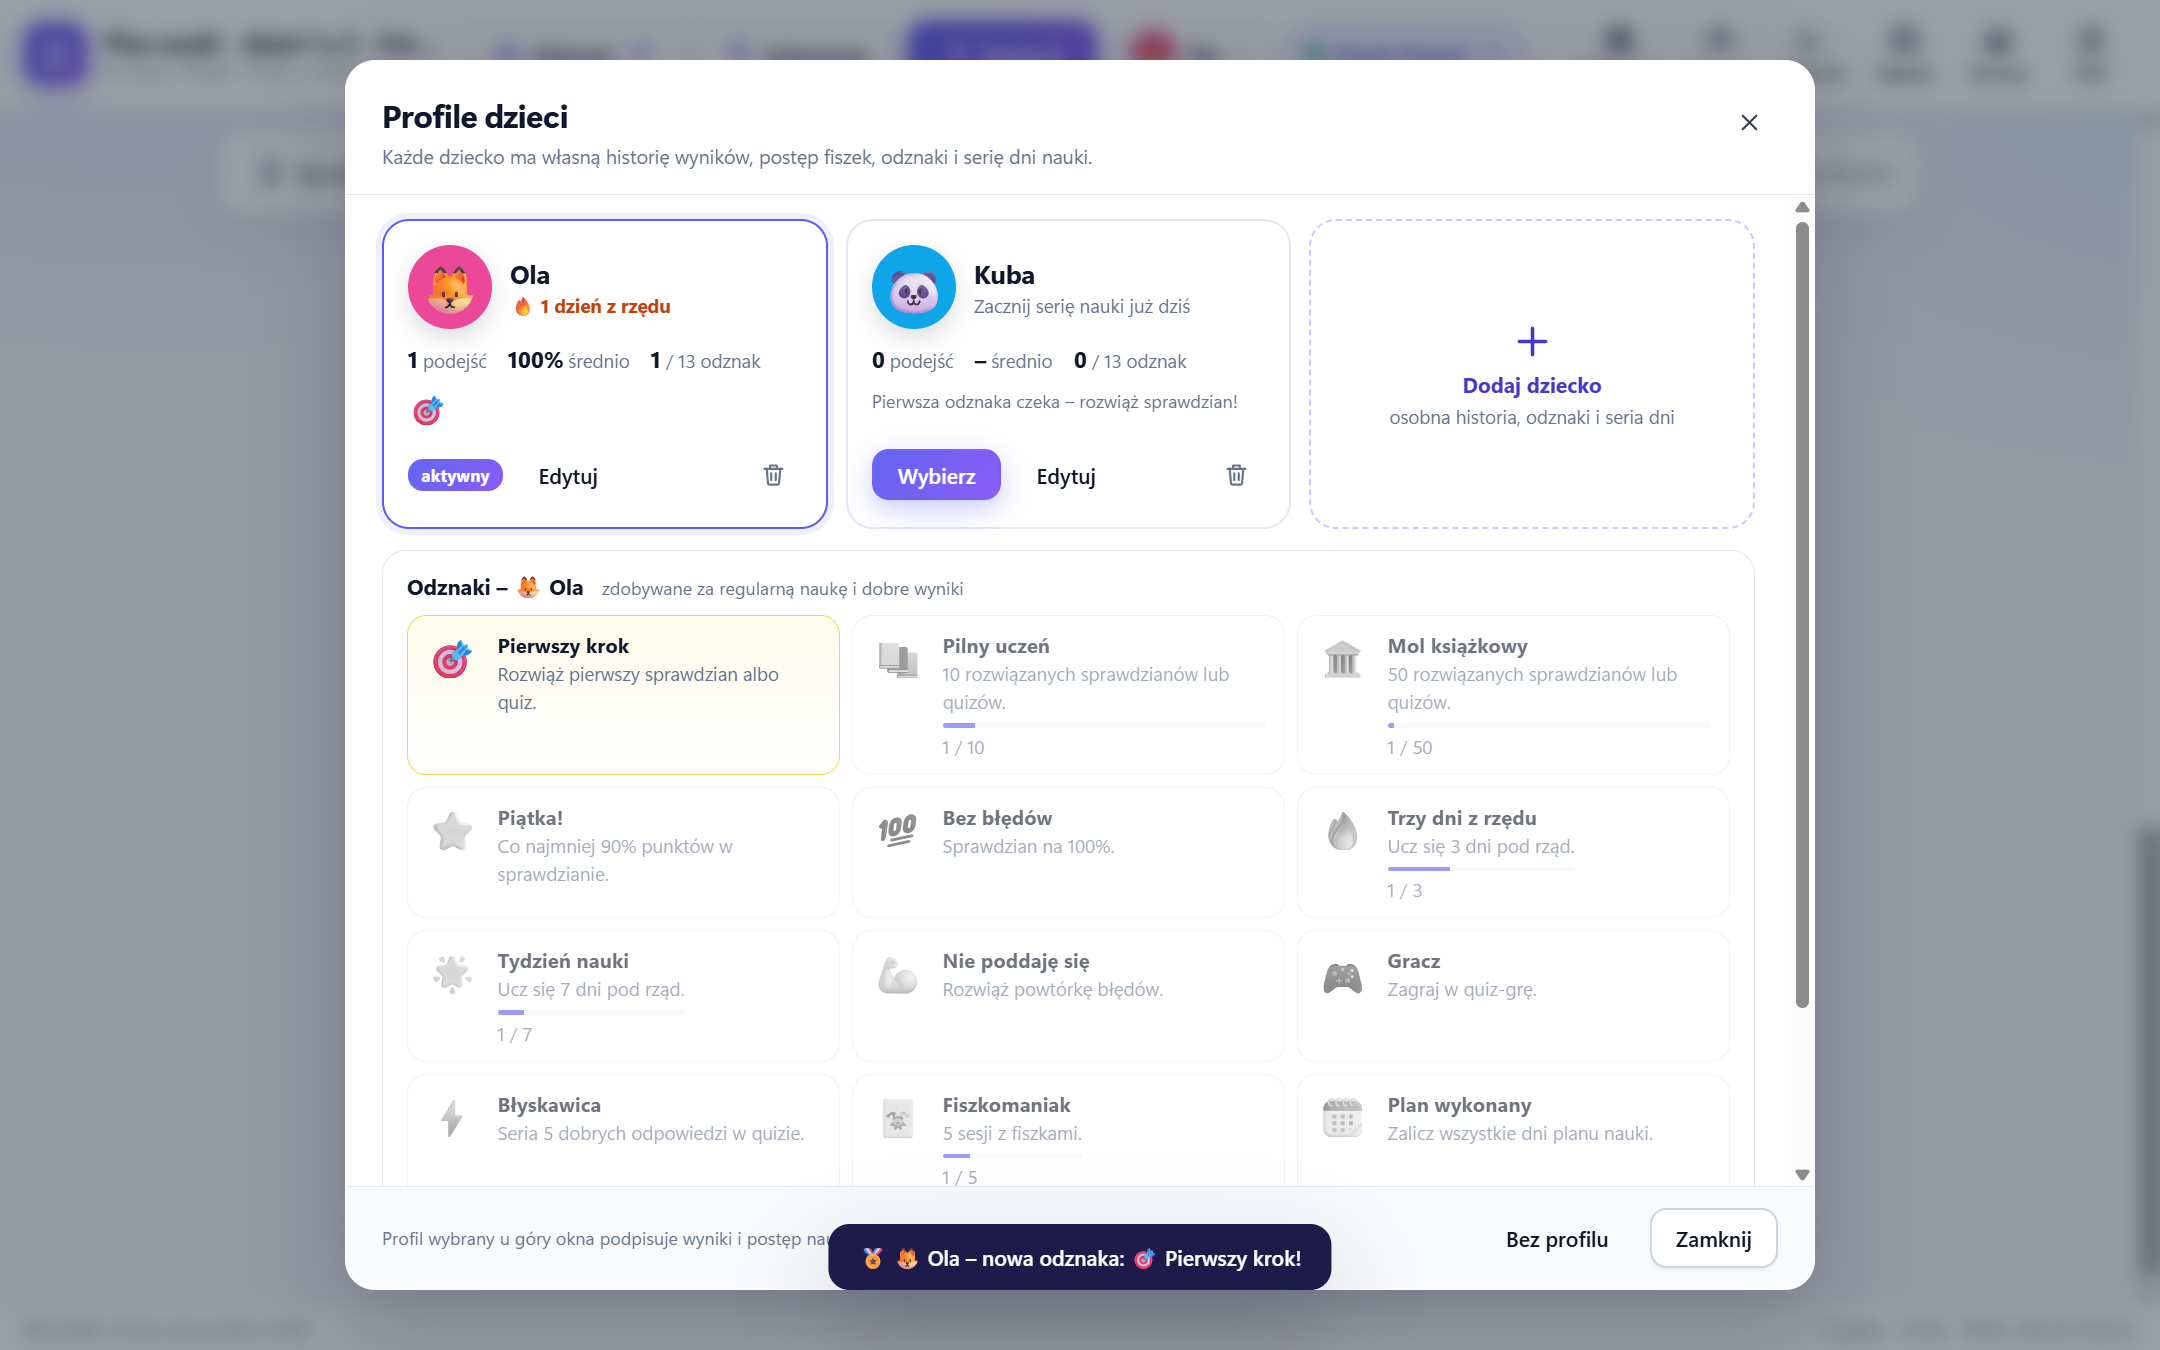 Profile dzieci
Każde dziecko ma własną historię wyników, postęp fiszek, odznaki i serię dni nauki.
Ola
1 dzień z rzędu
1 podejść 100% średnio 1 / 13 odznak
aktywny Edytuj
Kuba
Zacznij serię nauki już dziś
0 podejść – średnio 0 / 13 odznak
Pierwsza odznaka czeka – rozwiąż sprawdzian!
Wybierz Edytuj
Dodaj dziecko
osobna historia, odznaki i seria dni
Odznaki – Ola zdobywane za regularną naukę i dobre wyniki
Pierwszy krok
Rozwiąż pierwszy sprawdzian albo
quiz.
Pilny uczeń
10 rozwiązanych sprawdzianów lub
quizów.
1 / 10
Mol książkowy
50 rozwiązanych sprawdzianów lub
quizów.
1 / 50
Piątka!
Co najmniej 90% punktów w
sprawdzianie.
100
Bez błędów
Sprawdzian na 100%.
Trzy dni z rzędu
Ucz się 3 dni pod rząd.
1 / 3
Tydzień nauki
Ucz się 7 dni pod rząd.
1 / 7
Nie poddaję się
Rozwiąż powtórkę błędów.
Gracz
Zagraj w quiz-grę.
Błyskawica
Seria 5 dobrych odpowiedzi w quizie.
Fiszkomaniak
5 sesji z fiszkami.
1 / 5
Plan wykonany
Zalicz wszystkie dni planu nauki.
Profil wybrany u góry okna podpisuje wyniki i postęp
Ola – nowa odznaka: Pierwszy krok!
Bez profilu
Zamknij